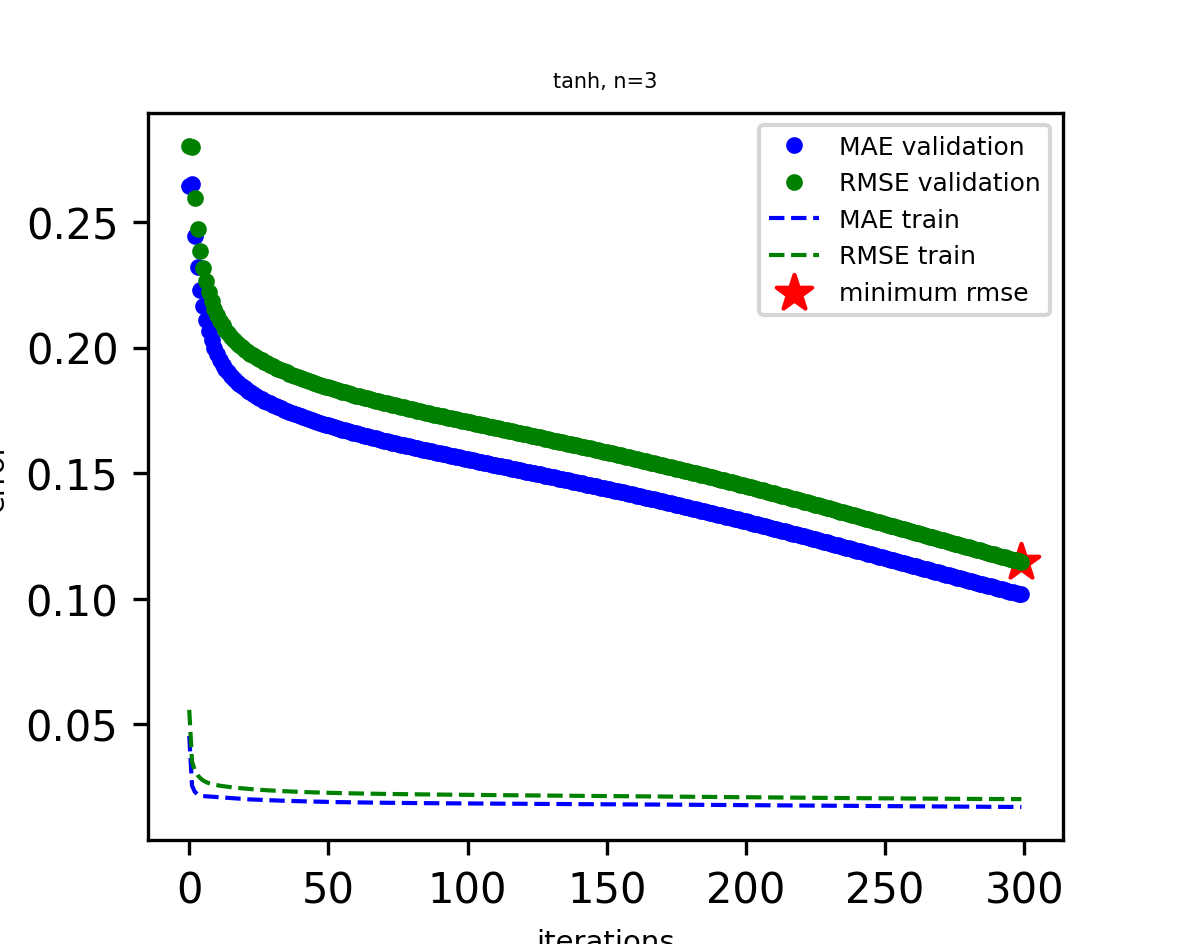 tanh, n=3
MAE validation
RMSE validation
MAE train
RMSE train
minimum rmse
0.25
0.20
0.15
0.10
0.05
0 50 100 150 200 250 300
iterations